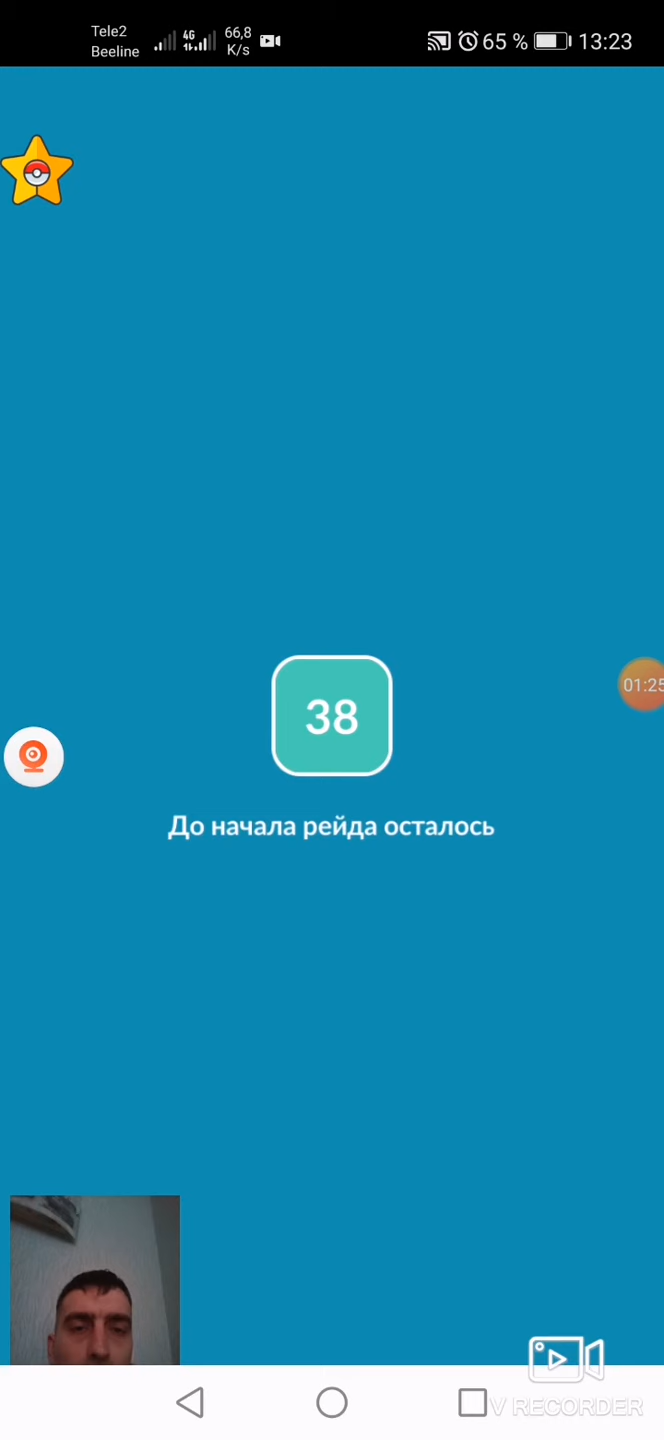 Tele2
Beeline
4G
66,8
K/s
65 %
13:23
38
01:25
До начала рейда осталось
V RECORDER